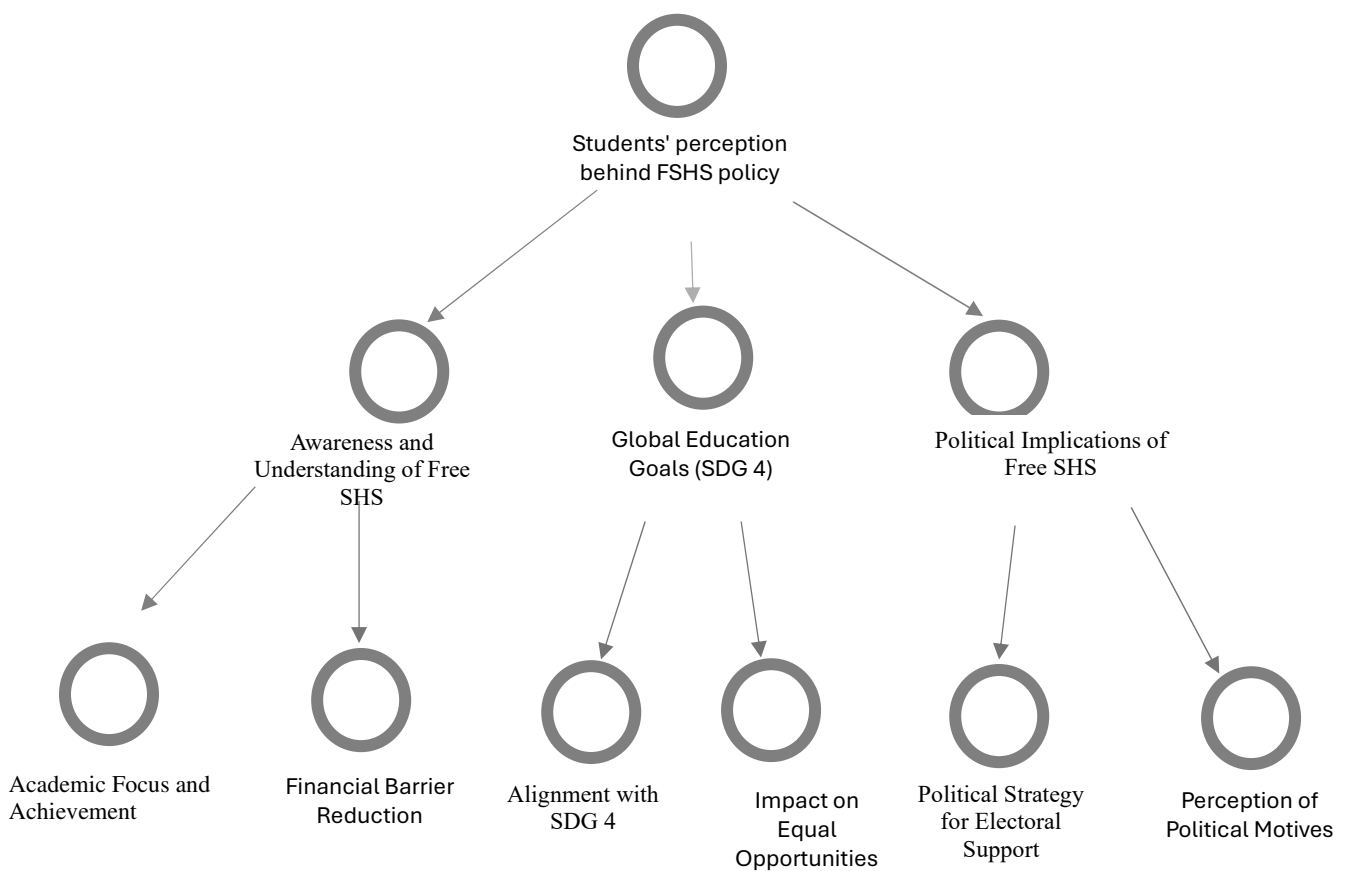 Students' perception
behind FSHS policy
Awareness and
Understanding of Free
SHS
Global Education
Goals (SDG 4)
Political Implications of
Free SHS
Academic Focus and
Achievement
Financial Barrier
Reduction
Alignment with
SDG 4
Impact on
Equal
Opportunities
Political Strategy
for Electoral
Support
Perception of
Political Motives